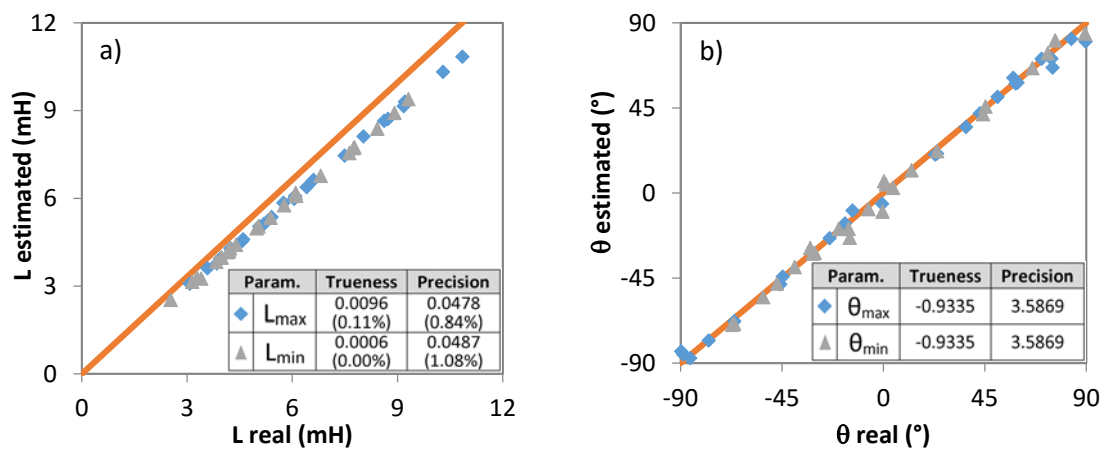 a)
L estimated (mH)
12
9
6
3
0
0 3 6 9 12
L real (mH)
Param. Trueness Precision
Lmax 0.0096 (0.11%) 0.0478 (0.84%)
Lmin 0.0006 (0.00%) 0.0487 (1.08%)
b)
θ estimated (°)
90
45
0
-45
-90
-90 -45 0 45 90
θ real (°)
Param. Trueness Precision
θmax -0.9335 3.5869
θmin -0.9335 3.5869